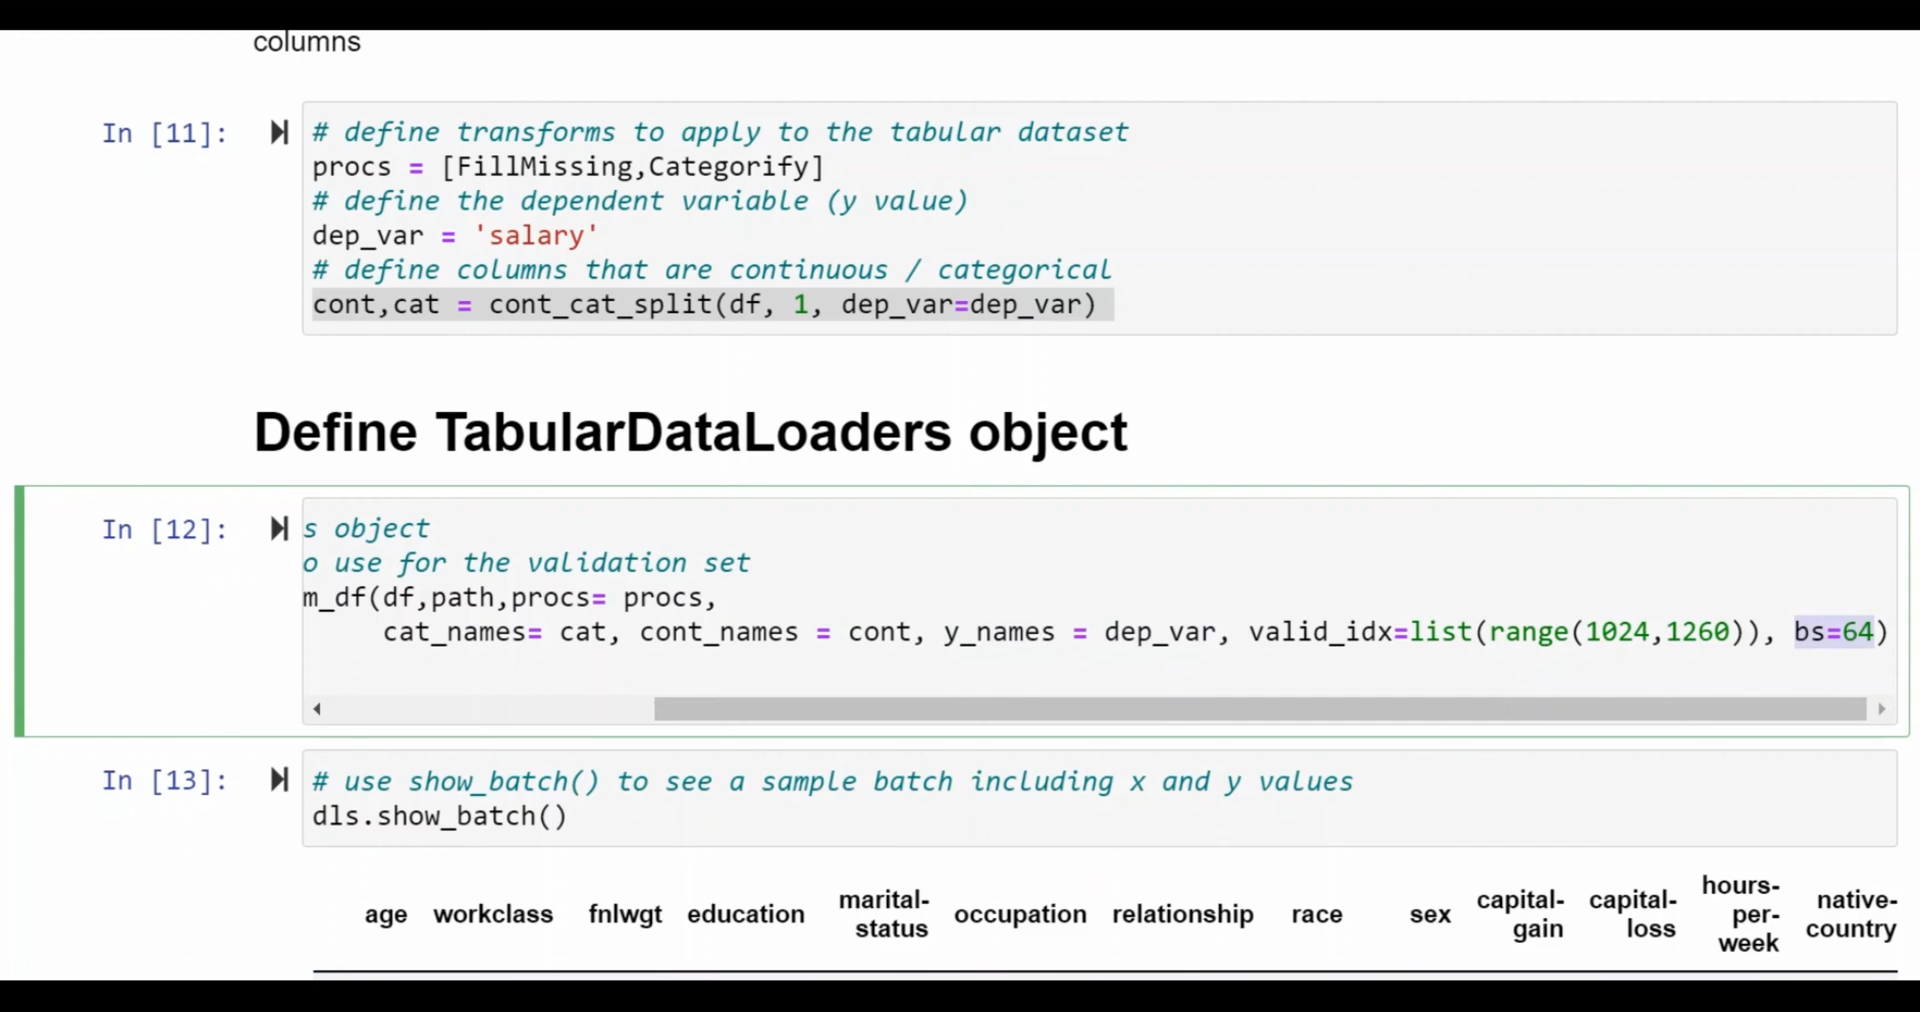 columns
In [11]:
# define transforms to apply to the tabular dataset
procs = [FillMissing,Categorify]
# define the dependent variable (y value)
dep_var = 'salary'
# define columns that are continuous / categorical
cont,cat = cont_cat_split(df, 1, dep_var=dep_var)
Define TabularDataLoaders object
In [12]:
s object
o use for the validation set
m_df(df,path,procs= procs,
cat_names= cat, cont_names = cont, y_names = dep_var, valid_idx=list(range(1024,1260)), bs=64)
In [13]:
# use show_batch() to see a sample batch including x and y values
dls.show_batch()
age workclass fnlwgt education marital-status occupation relationship race sex capital-gain capital-loss hours-per-week native-country